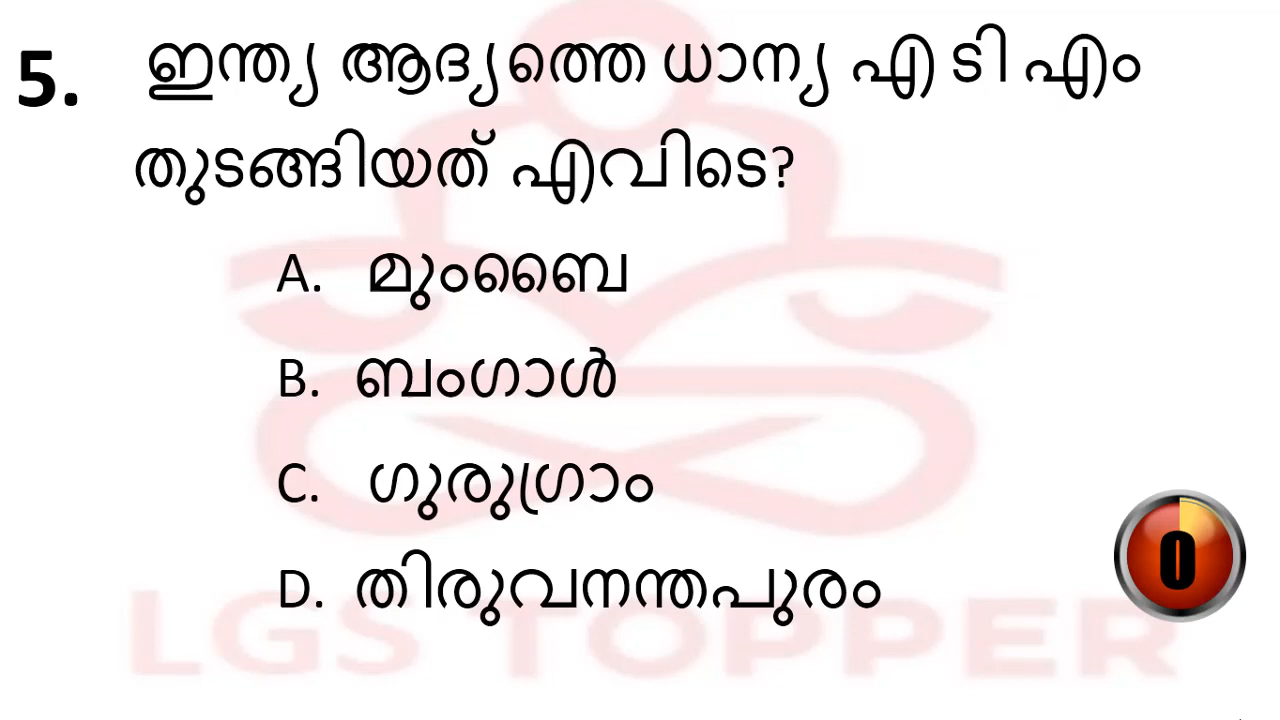 5. ഇന്ത്യ ആദ്യത്തെ ധാന്യ എ ടി എം
തുടങ്ങിയത് എവിടെ?
A. മുംബൈ
B. ബംഗാൾ
C. ഗുരുഗ്രാം
D. തിരുവനന്തപുരം
0
LGS TOPPER